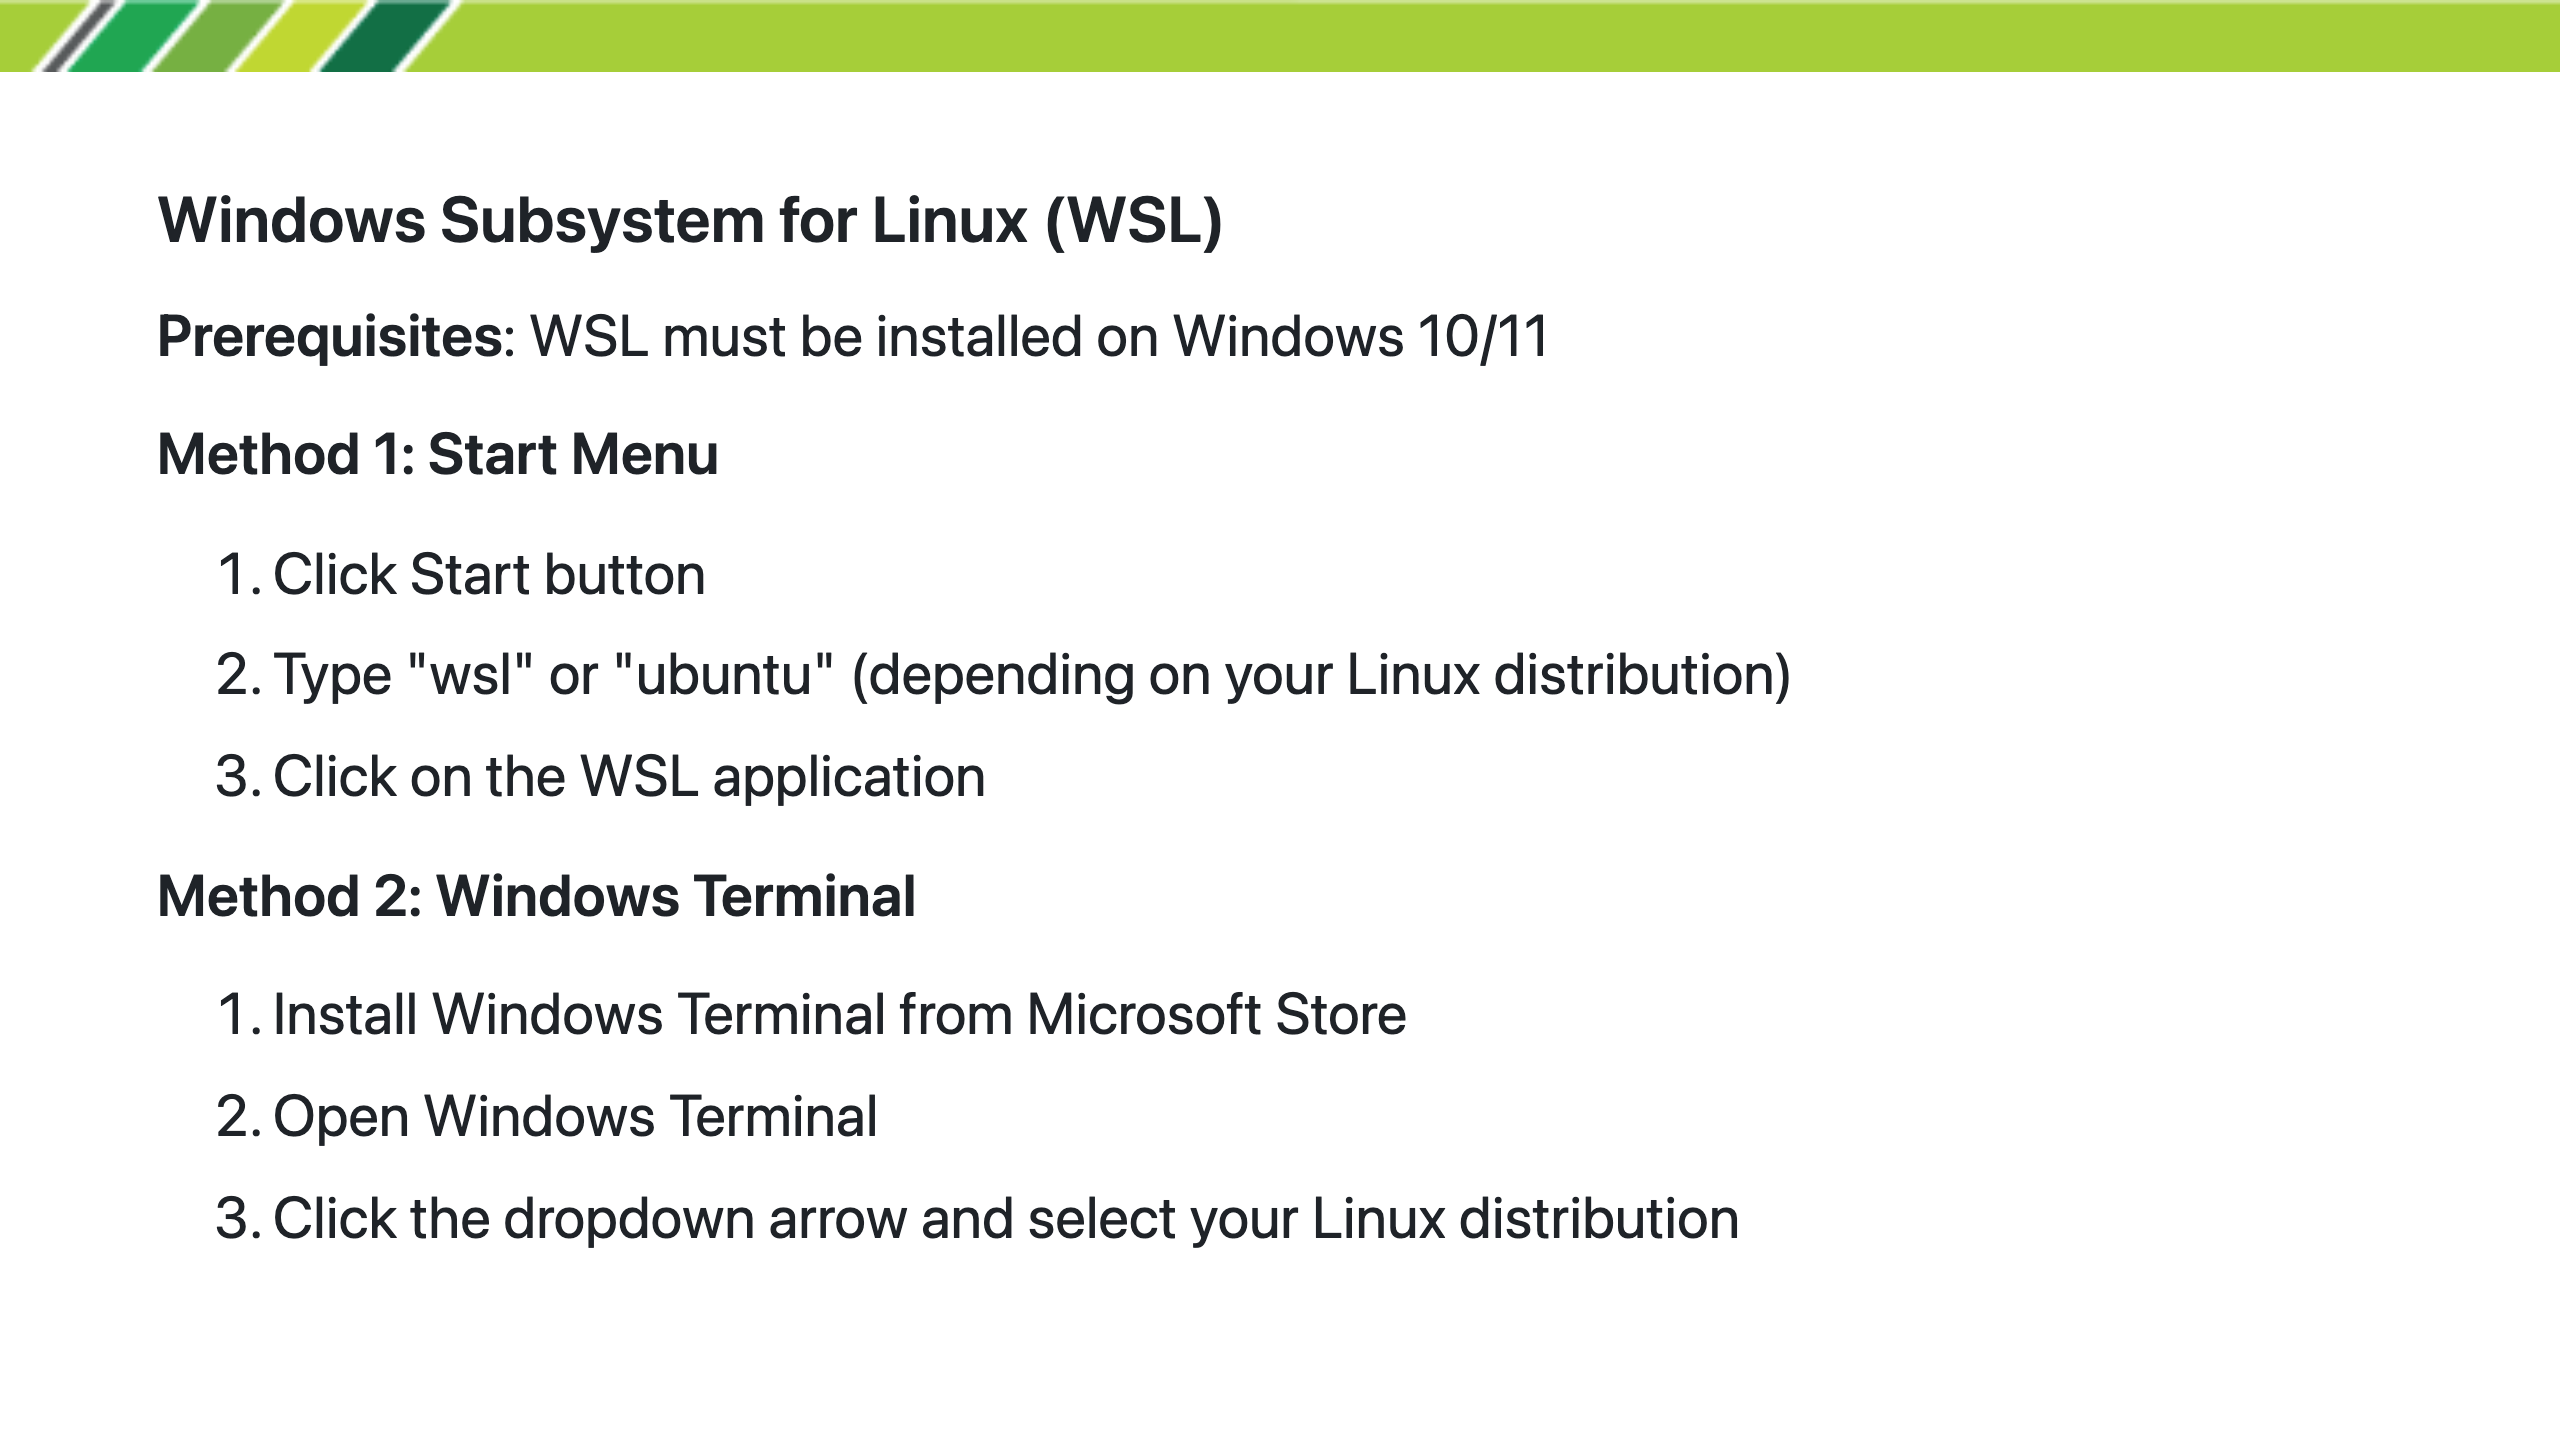 Windows Subsystem for Linux (WSL)
Prerequisites: WSL must be installed on Windows 10/11
Method 1: Start Menu
1. Click Start button
2. Type "wsl" or "ubuntu" (depending on your Linux distribution)
3. Click on the WSL application
Method 2: Windows Terminal
1. Install Windows Terminal from Microsoft Store
2. Open Windows Terminal
3. Click the dropdown arrow and select your Linux distribution